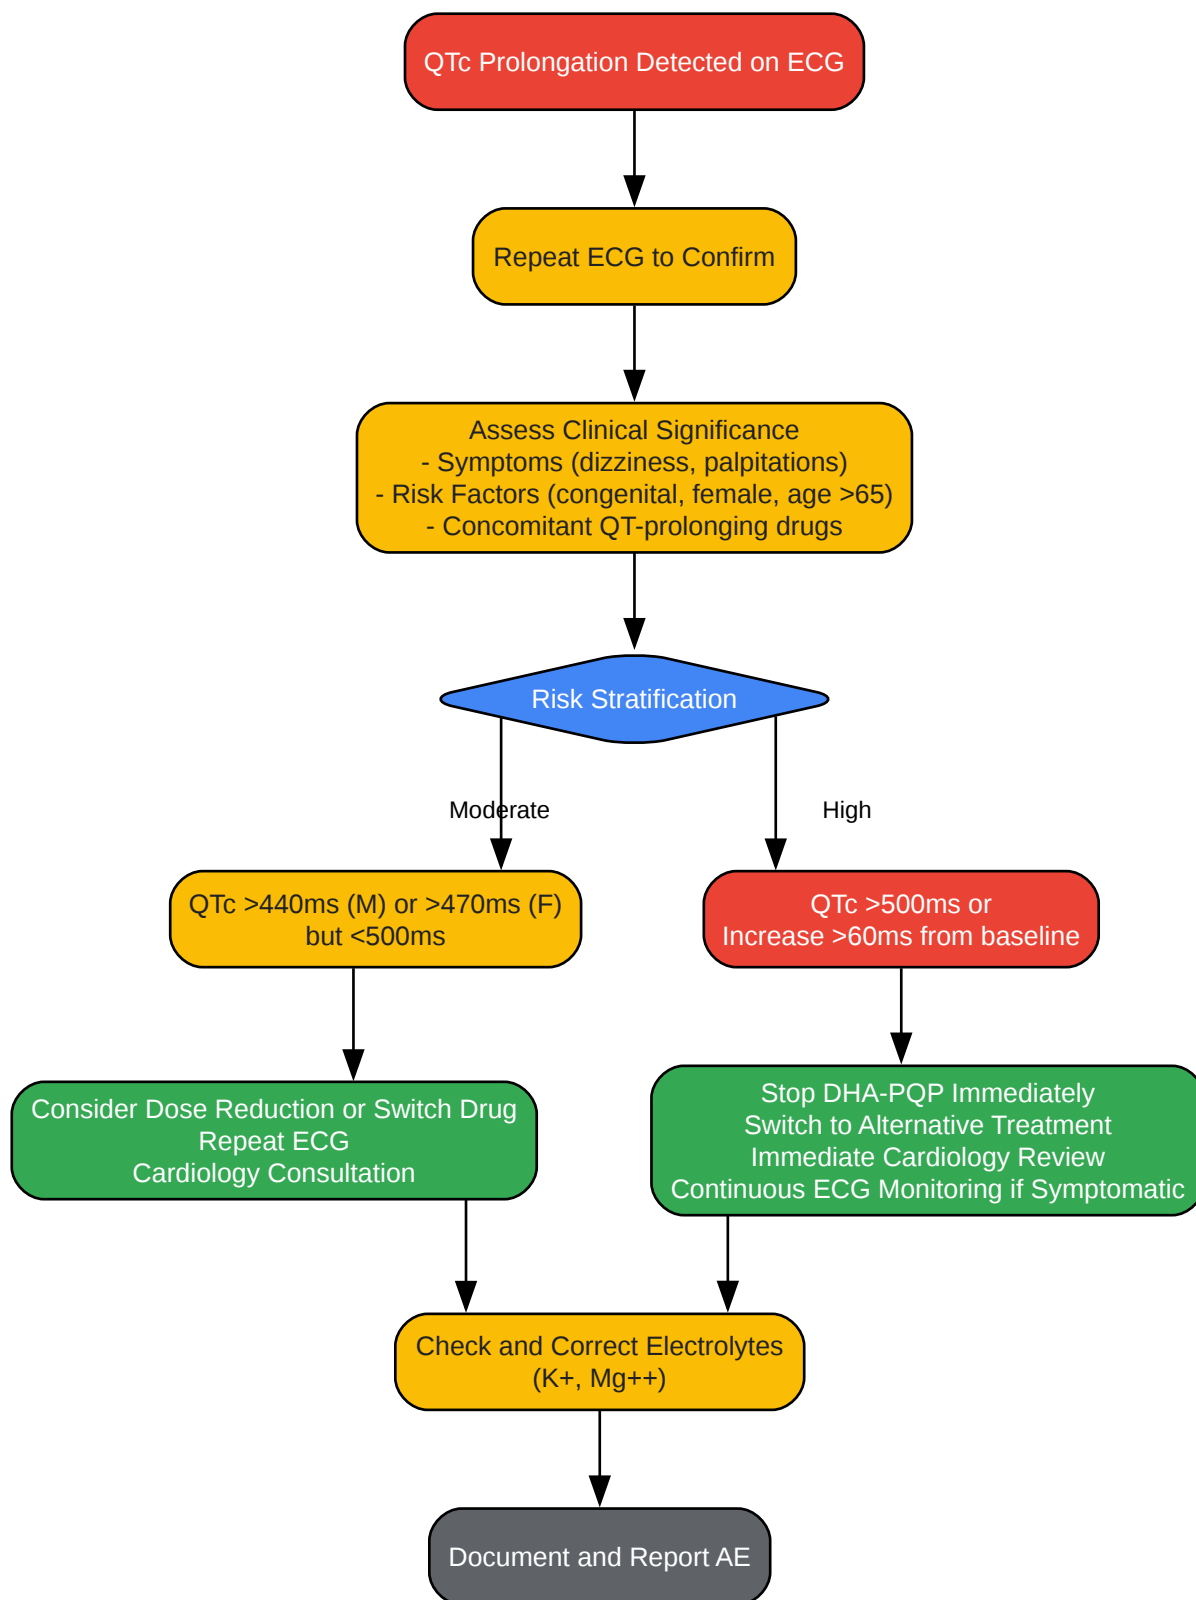 QTc Prolongation Detected on ECG
Repeat ECG to Confirm
Assess Clinical Significance
- Symptoms (dizziness, palpitations)
- Risk Factors (congenital, female, age >65)
- Concomitant QT-prolonging drugs
Risk Stratification
Moderate
High
QTc >440ms (M) or >470ms (F)
but <500ms
QTc >500ms or
Increase >60ms from baseline
Consider Dose Reduction or Switch Drug
Repeat ECG
Cardiology Consultation
Stop DHA-PQP Immediately
Switch to Alternative Treatment
Immediate Cardiology Review
Continuous ECG Monitoring if Symptomatic
Check and Correct Electrolytes
(K+, Mg++)
Document and Report AE